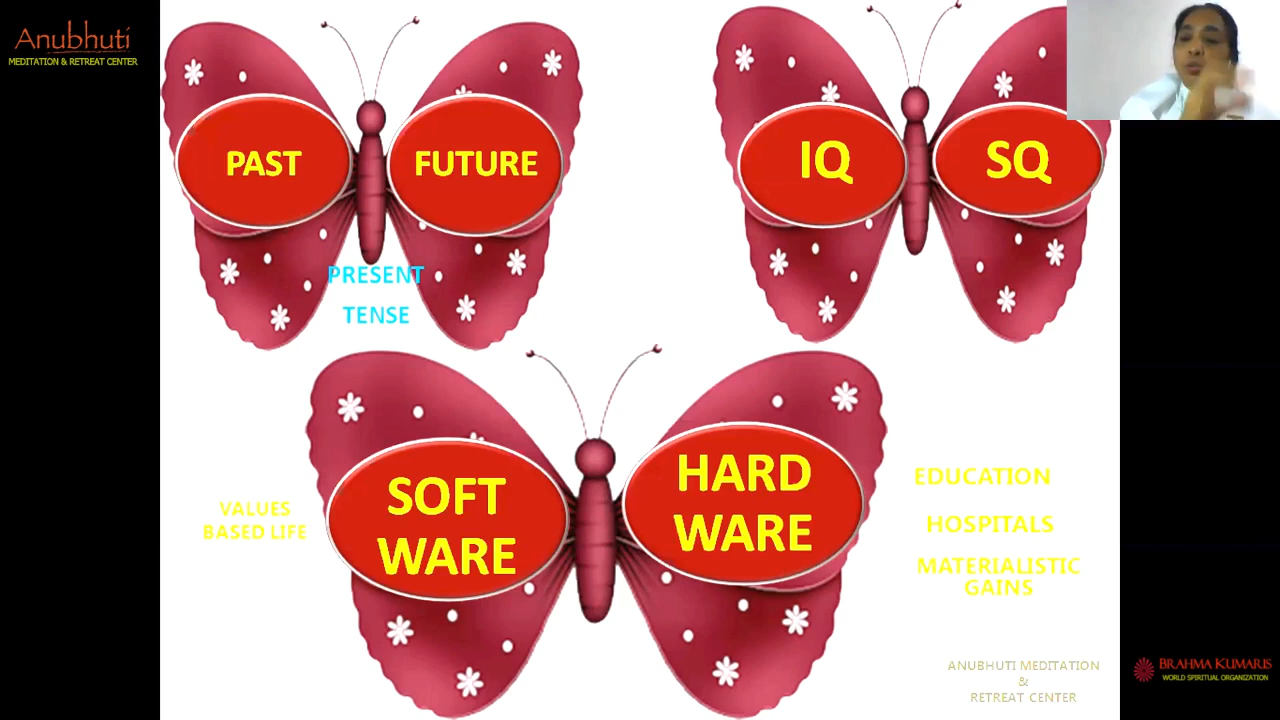 Anubhuti
MEDITATION & RETREAT CENTER
PAST
FUTURE
PRESENT
TENSE
IQ
SQ
SOFT
WARE
HARD
WARE
VALUES
BASED LIFE
EDUCATION
HOSPITALS
MATERIALISTIC
GAINS
ANUBHUTI MEDITATION
&
RETREAT CENTER
BRAHMA KUMARIS
WORLD SPIRITUAL ORGANIZATION